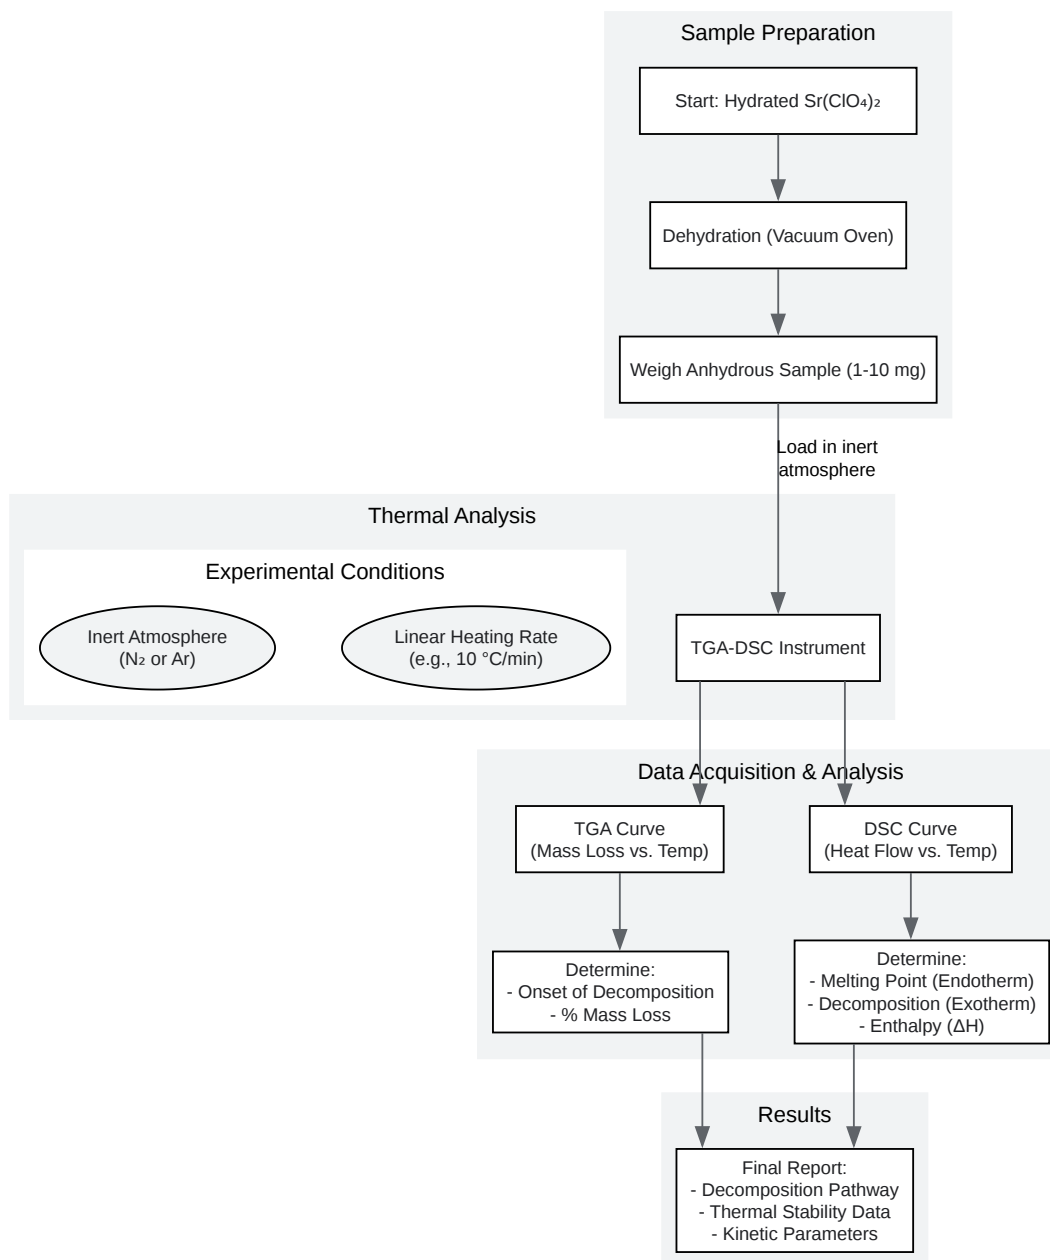 Sample Preparation
Start: Hydrated Sr(ClO₄)₂
Dehydration (Vacuum Oven)
Weigh Anhydrous Sample (1-10 mg)
Load in inert
atmosphere
Thermal Analysis
Experimental Conditions
Inert Atmosphere
(N₂ or Ar)
Linear Heating Rate
(e.g., 10 °C/min)
TGA-DSC Instrument
Data Acquisition & Analysis
TGA Curve
(Mass Loss vs. Temp)
DSC Curve
(Heat Flow vs. Temp)
Determine:
- Onset of Decomposition
- % Mass Loss
Determine:
- Melting Point (Endotherm)
- Decomposition (Exotherm)
- Enthalpy (ΔH)
Results
Final Report:
- Decomposition Pathway
- Thermal Stability Data
- Kinetic Parameters